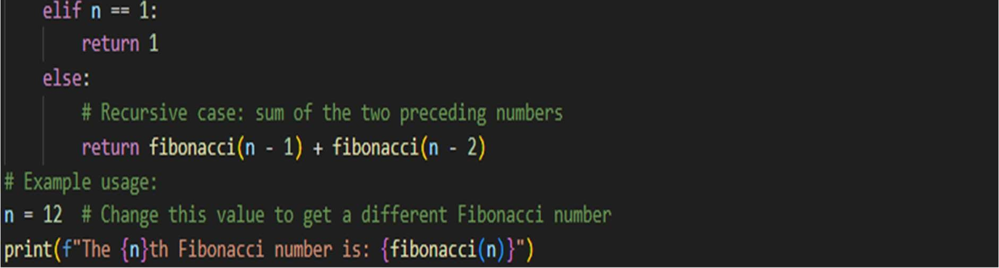 elif n == 1:
        return 1
    else:
        # Recursive case: sum of the two preceding numbers
        return fibonacci(n - 1) + fibonacci(n - 2)
# Example usage:
n = 12  # Change this value to get a different Fibonacci number
print(f"The {n}th Fibonacci number is: {fibonacci(n)}")